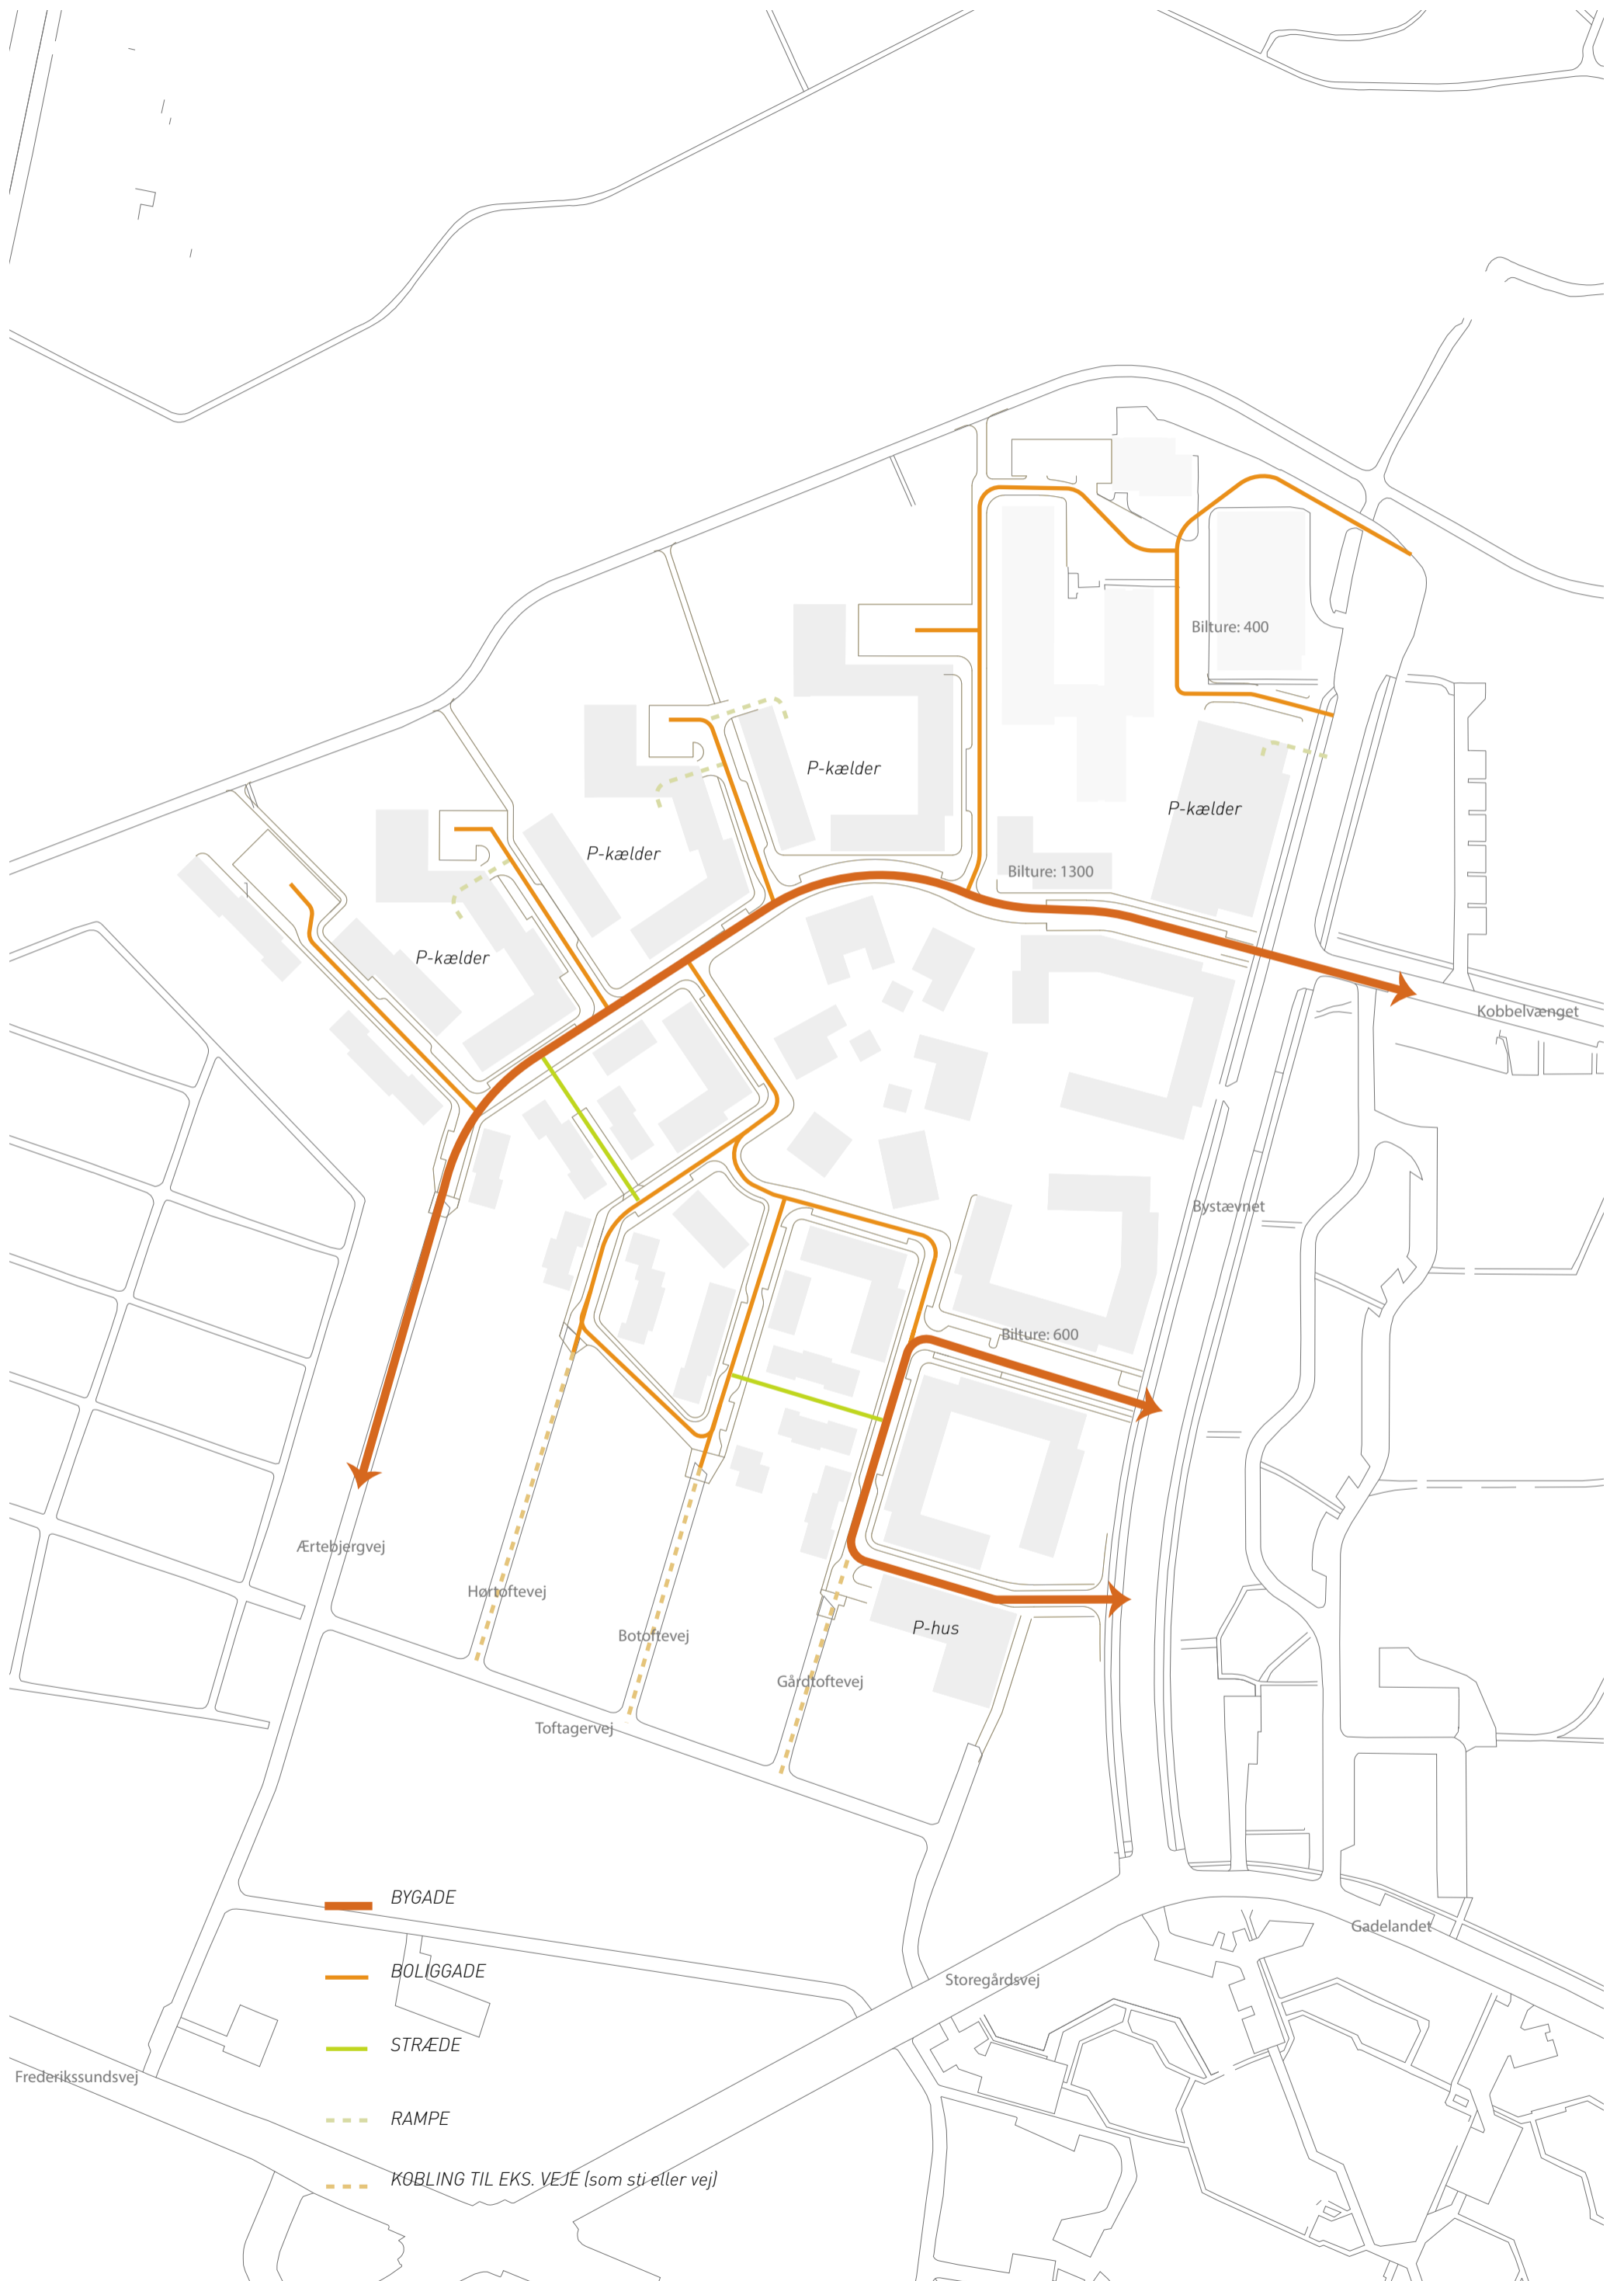 Bilture: 400
P-kælder
P-kælder
P-kælder
Bilture: 1300
P-kælder
Kobbelvænget
Bystævnet
Bilture: 600
Ærtebjergvej
Hørtoftevej
P-hus
Botoftevej
Gårdtoftevej
Toftagervej
BYGADE
Gadelandet
BOLIGGADE
Storegårdsvej
STRÆDE
Frederikssundsvej
RAMPE
KOBLING TIL EKS. VEJE (som sti eller vej)